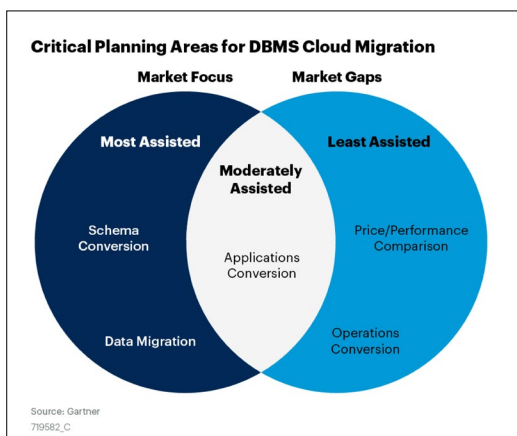 Critical Planning Areas for DBMS Cloud Migration
Market Focus
Market Gaps
Most Assisted
Least Assisted
Moderately
Assisted
Schema
Conversion
Price/Performance
Comparison
Applications
Conversion
Data Migration
Operations
Conversion
Source: Gartner
719582_C